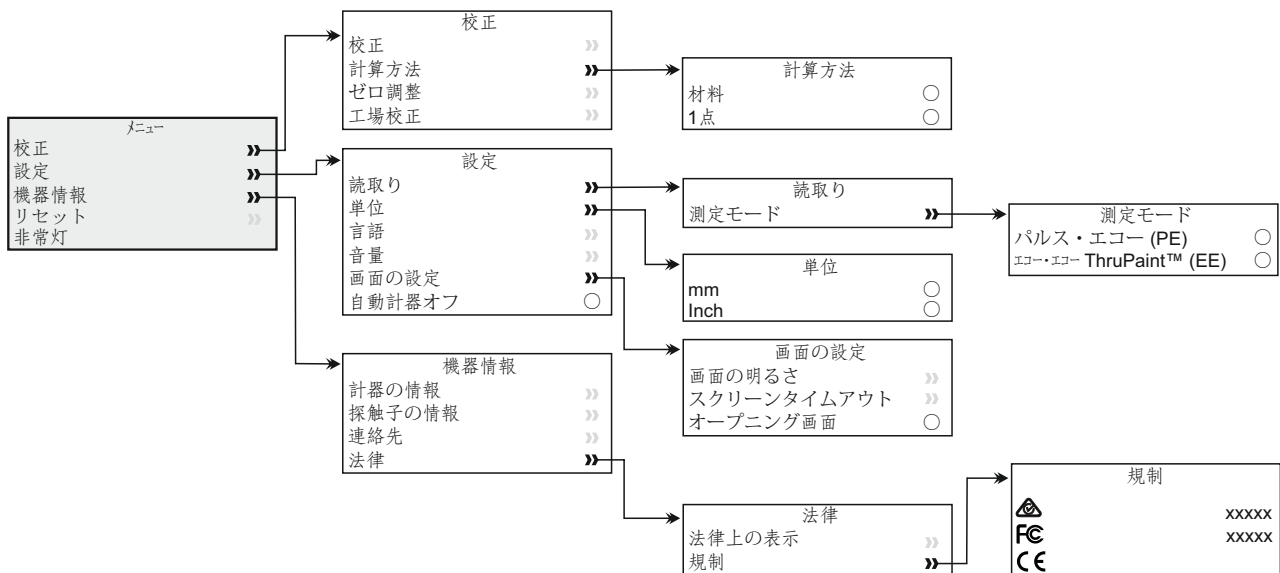 メニュー
校正
設定
機器情報
リセット
非常灯
校正
校正
計算方法
ゼロ調整
工場校正
計算方法
材料
1点
設定
読取り
単位
言語
音量
画面の設定
自動計器オフ
読取り
測定モード
測定モード
パルス・エコー (PE)
エコー・エコー ThruPaint™ (EE)
単位
mm
Inch
画面の設定
画面の明るさ
スクリーンタイムアウト
オープニング画面
機器情報
計器の情報
探触子の情報
連絡先
法律
法律
法律上の表示
規制
規制
xxxxx
FC xxxxx
CE